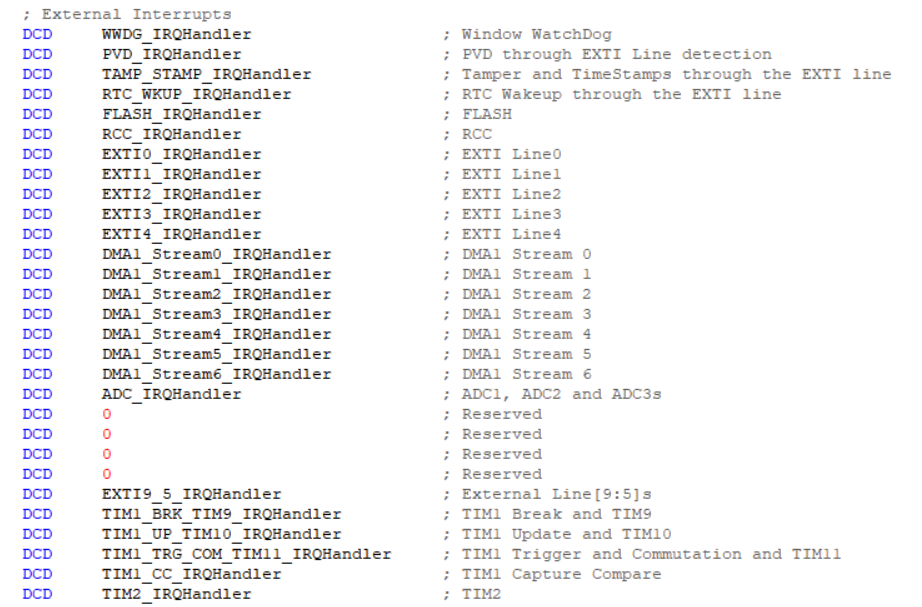 ; External Interrupts
DCD WWDG_IRQHandler ; Window WatchDog
DCD PVD_IRQHandler ; PVD through EXTI Line detection
DCD TAMP_STAMP_IRQHandler ; Tamper and TimeStamps through the EXTI line
DCD RTC_WKUP_IRQHandler ; RTC Wakeup through the EXTI line
DCD FLASH_IRQHandler ; FLASH
DCD RCC_IRQHandler ; RCC
DCD EXTI0_IRQHandler ; EXTI Line0
DCD EXTI1_IRQHandler ; EXTI Line1
DCD EXTI2_IRQHandler ; EXTI Line2
DCD EXTI3_IRQHandler ; EXTI Line3
DCD EXTI4_IRQHandler ; EXTI Line4
DCD DMA1_Stream0_IRQHandler ; DMA1 Stream 0
DCD DMA1_Stream1_IRQHandler ; DMA1 Stream 1
DCD DMA1_Stream2_IRQHandler ; DMA1 Stream 2
DCD DMA1_Stream3_IRQHandler ; DMA1 Stream 3
DCD DMA1_Stream4_IRQHandler ; DMA1 Stream 4
DCD DMA1_Stream5_IRQHandler ; DMA1 Stream 5
DCD DMA1_Stream6_IRQHandler ; DMA1 Stream 6
DCD ADC_IRQHandler ; ADC1, ADC2 and ADC3s
DCD 0 ; Reserved
DCD 0 ; Reserved
DCD 0 ; Reserved
DCD 0 ; Reserved
DCD EXTI9_5_IRQHandler ; External Line[9:5]s
DCD TIM1_BRK_TIM9_IRQHandler ; TIM1 Break and TIM9
DCD TIM1_UP_TIM10_IRQHandler ; TIM1 Update and TIM10
DCD TIM1_TRG_COM_TIM11_IRQHandler ; TIM1 Trigger and Commutation and TIM11
DCD TIM1_CC_IRQHandler ; TIM1 Capture Compare
DCD TIM2_IRQHandler ; TIM2